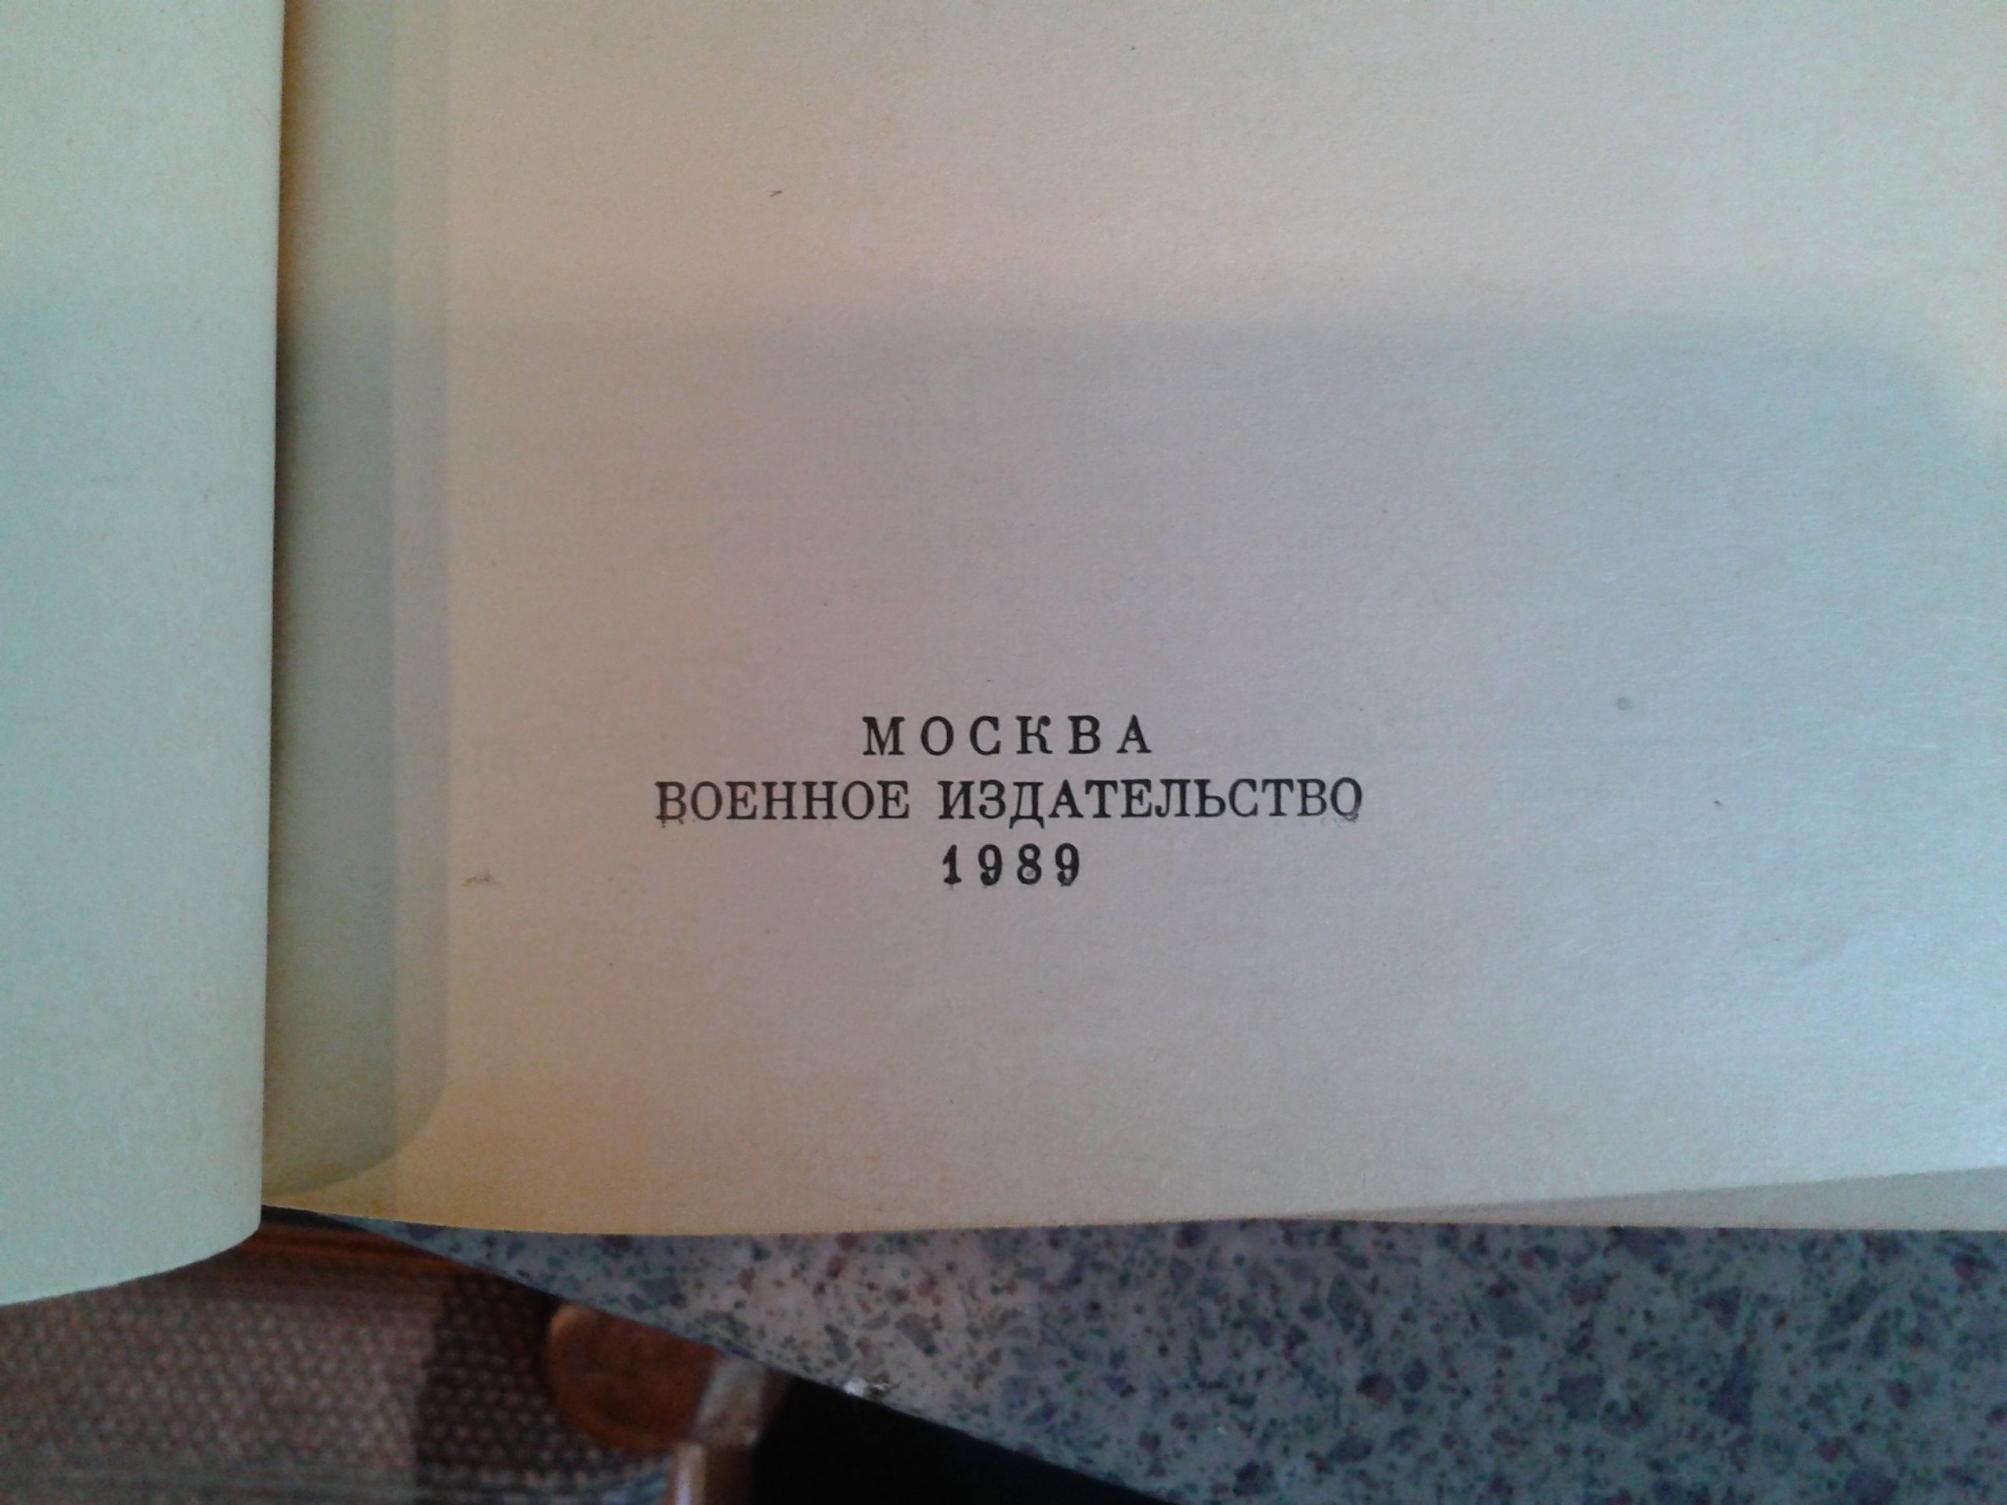 МОСКВА
ВОЕННОЕ ИЗДАТЕЛЬСТВО
1989